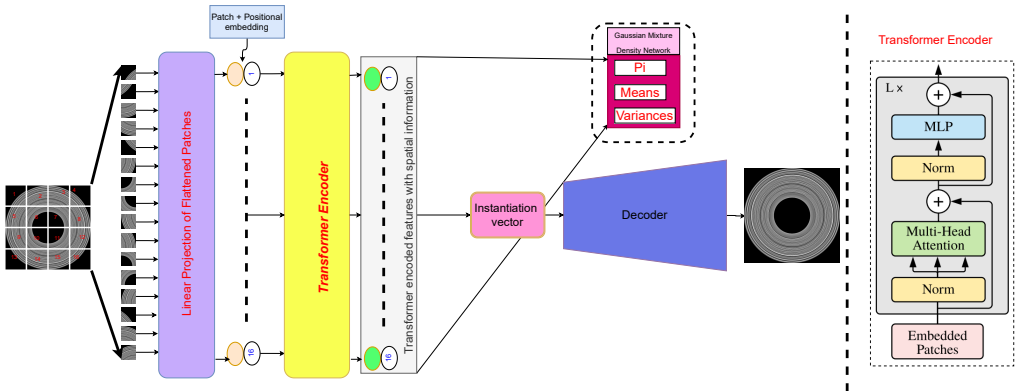 Patch + Positional
embedding
Linear Projection of Flattened Patches
1
16
Transformer Encoder
1
16
Transformer encoded features with spatial information
Gaussian Mixture
Density Network
Pi
Means
Variances
Instantiation
vector
Decoder
Transformer Encoder
L ×
MLP
Norm
Multi-Head
Attention
Norm
Embedded
Patches